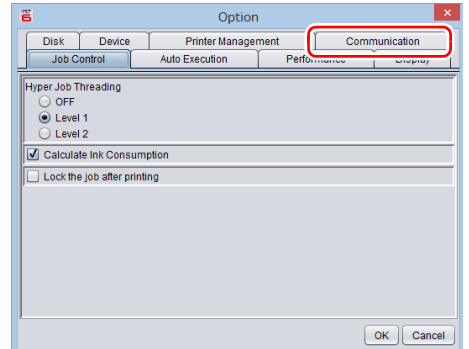 Option
Disk Device Printer Management Communication
Job Control Auto Execution Performance Display
Hyper Job Threading
OFF
Level 1
Level 2
Calculate Ink Consumption
Lock the job after printing
OK Cancel